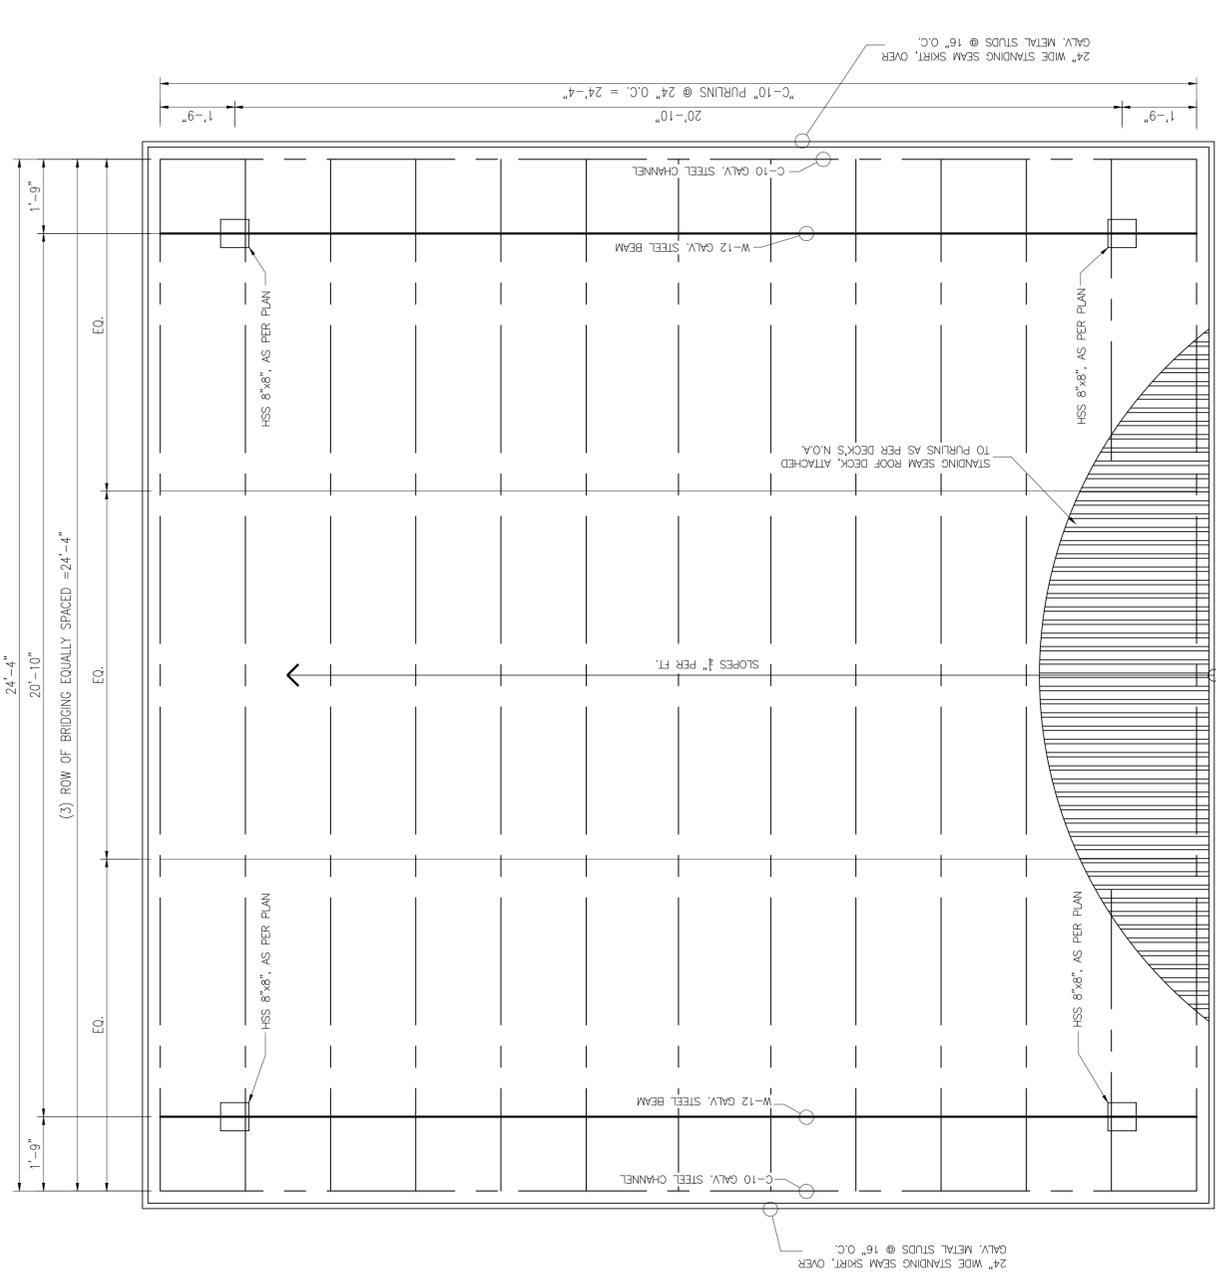 24" WIDE STANDING SEAM SKIRT, OVER
GALV. METAL STUDS @ 16" O.C.
"C-10" PURLINS @ 24" O.C. = 24'-4"
1'-9"
20'-10"
1'-9"
C-10 GALV. STEEL CHANNEL
W-12 GALV. STEEL BEAM
HSS 8"x8", AS PER PLAN
HSS 8"x8", AS PER PLAN
STANDING SEAM ROOF DECK, ATTACHED
TO PURLINS AS PER DECK'S N.O.A.
24'-4"
1'-9"
20'-10"
1'-9"
(3) ROW OF BRIDGING EQUALLY SPACED =24'-4"
EQ.
EQ.
EQ.
SLOPES ¼" PER FT.
HSS 8"x8", AS PER PLAN
HSS 8"x8", AS PER PLAN
W-12 GALV. STEEL BEAM
C-10 GALV. STEEL CHANNEL
24" WIDE STANDING SEAM SKIRT, OVER
GALV. METAL STUDS @ 16" O.C.